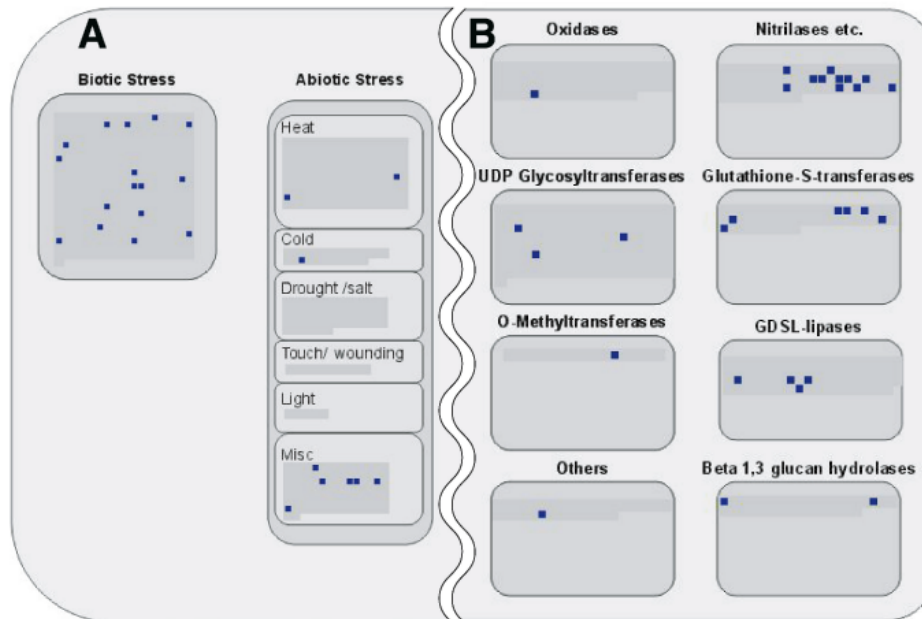 A
Biotic Stress
Abiotic Stress
Heat
Cold
Drought /salt
Touch/ wounding
Light
Misc
B
Oxidases
Nitrilases etc.
UDP Glycosyltransferases
Glutathione-S-transferases
O-Methyltransferases
GDSL-lipases
Others
Beta 1,3 glucan hydrolases